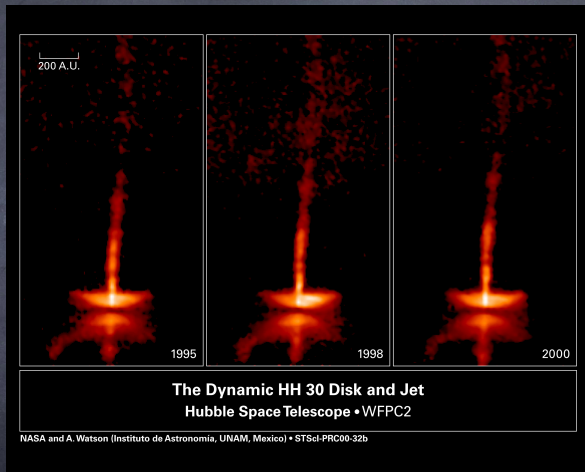 200 A.U.
1995
1998
2000
The Dynamic HH 30 Disk and Jet
Hubble Space Telescope • WFPC2
NASA and A. Watson (Instituto de Astronomía, UNAM, Mexico) • STScI-PRC00-32b